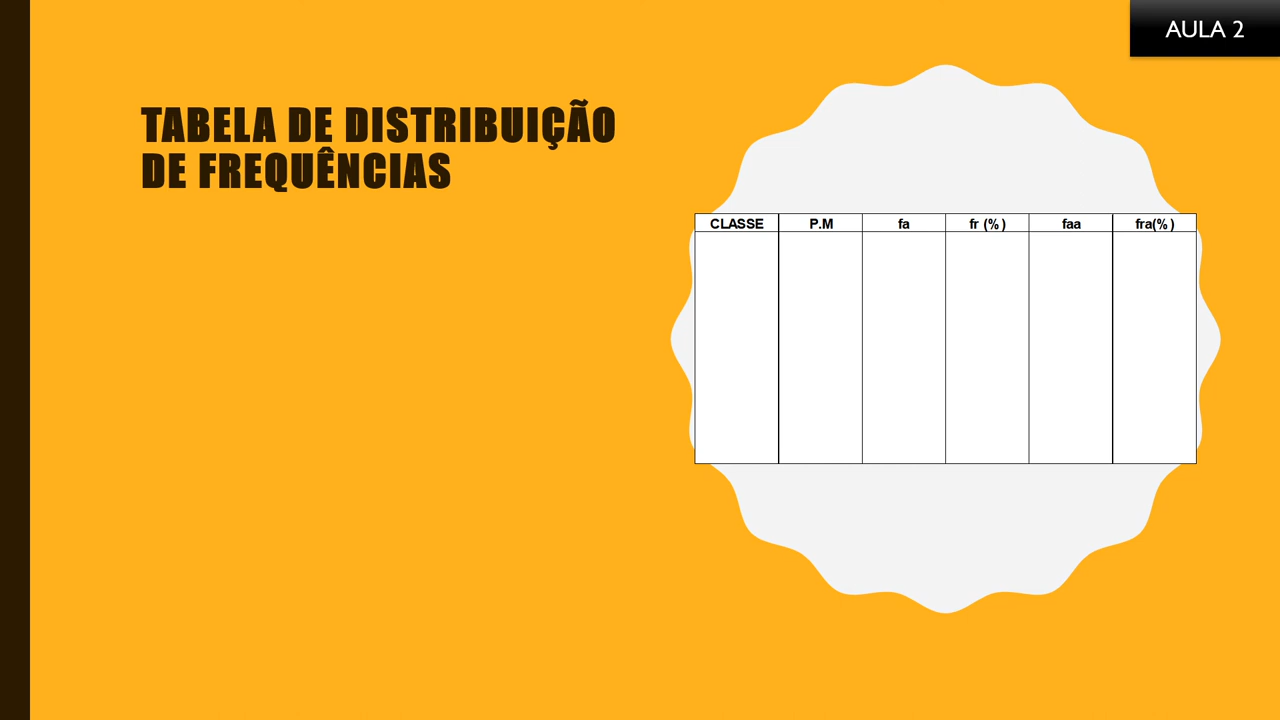 AULA 2
TABELA DE DISTRIBUIÇÃO
DE FREQUÊNCIAS
CLASSE P.M fa fr (%) faa fra(%)